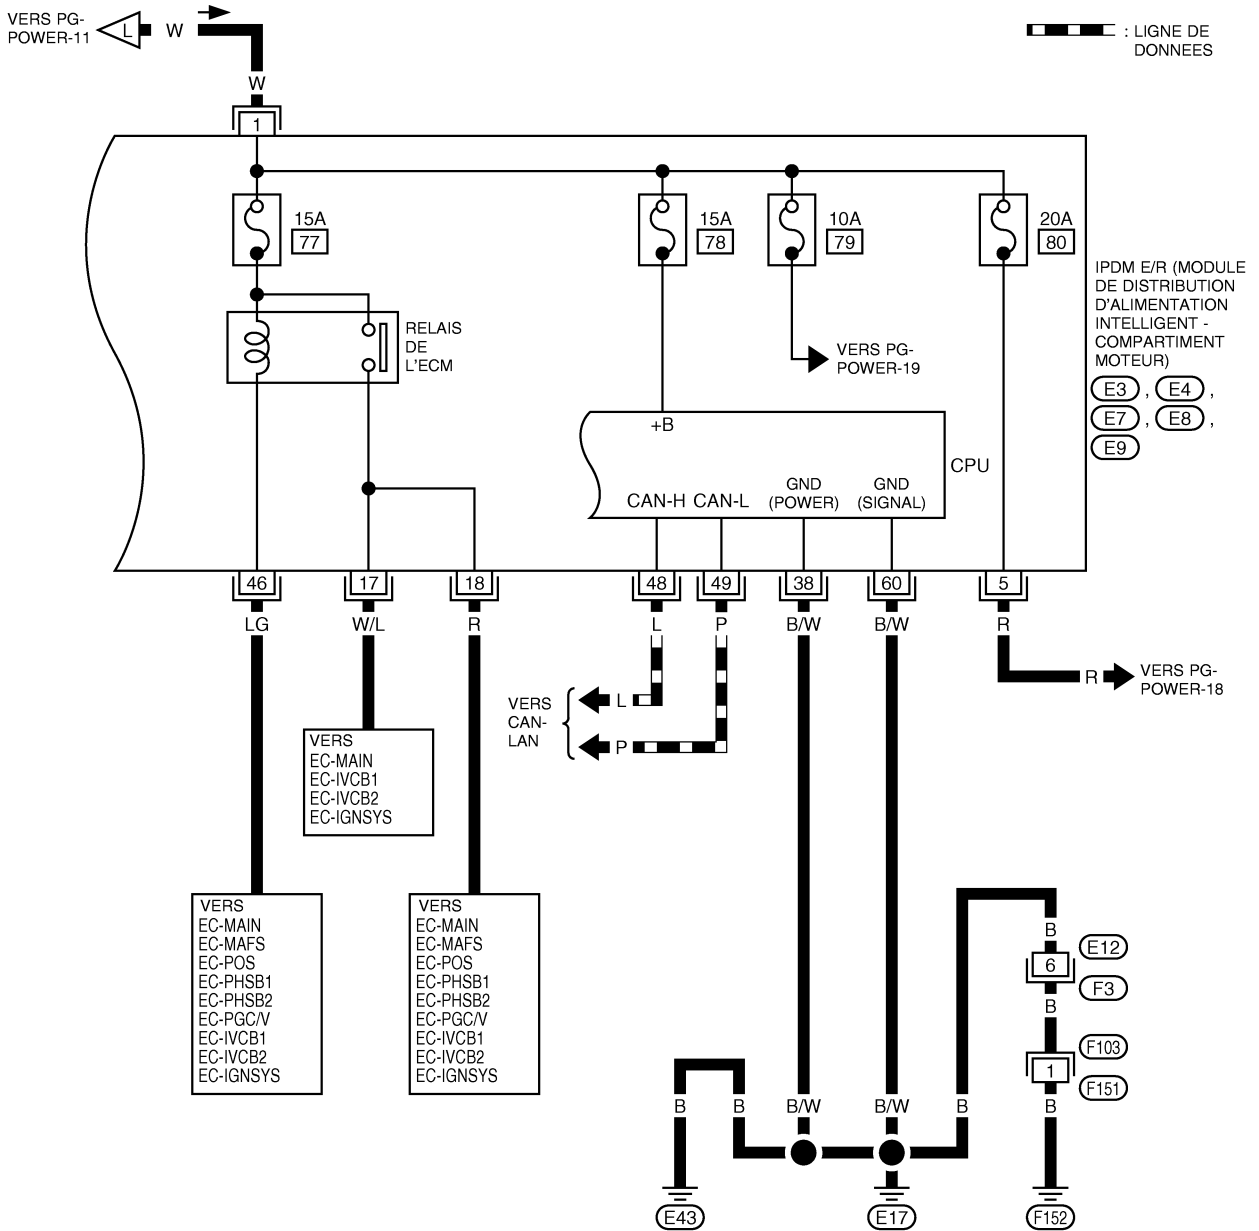 VERS PG-
POWER-11
L
W
: LIGNE DE
DONNEES
W
1
15A
77
15A
78
10A
79
20A
80
IPDM E/R (MODULE
DE DISTRIBUTION
D'ALIMENTATION
INTELLIGENT -
COMPARTIMENT
MOTEUR)
E3 , E4 ,
E7 , E8 ,
E9
RELAIS
DE
L'ECM
VERS PG-
POWER-19
+B
CPU
CAN-H CAN-L
GND
(POWER)
GND
(SIGNAL)
46
17
18
48
49
38
60
5
LG
W/L
R
L
P
B/W
B/W
R
R
VERS PG-
POWER-18
VERS
CAN-
LAN
L
P
VERS
EC-MAIN
EC-IVCB1
EC-IVCB2
EC-IGNSYS
VERS
EC-MAIN
EC-MAFS
EC-POS
EC-PHSB1
EC-PHSB2
EC-PGC/V
EC-IVCB1
EC-IVCB2
EC-IGNSYS
VERS
EC-MAIN
EC-MAFS
EC-POS
EC-PHSB1
EC-PHSB2
EC-PGC/V
EC-IVCB1
EC-IVCB2
EC-IGNSYS
B
E12
6
F3
B
F103
1
F151
B
B
B/W
B/W
B
B
E43
E17
F152